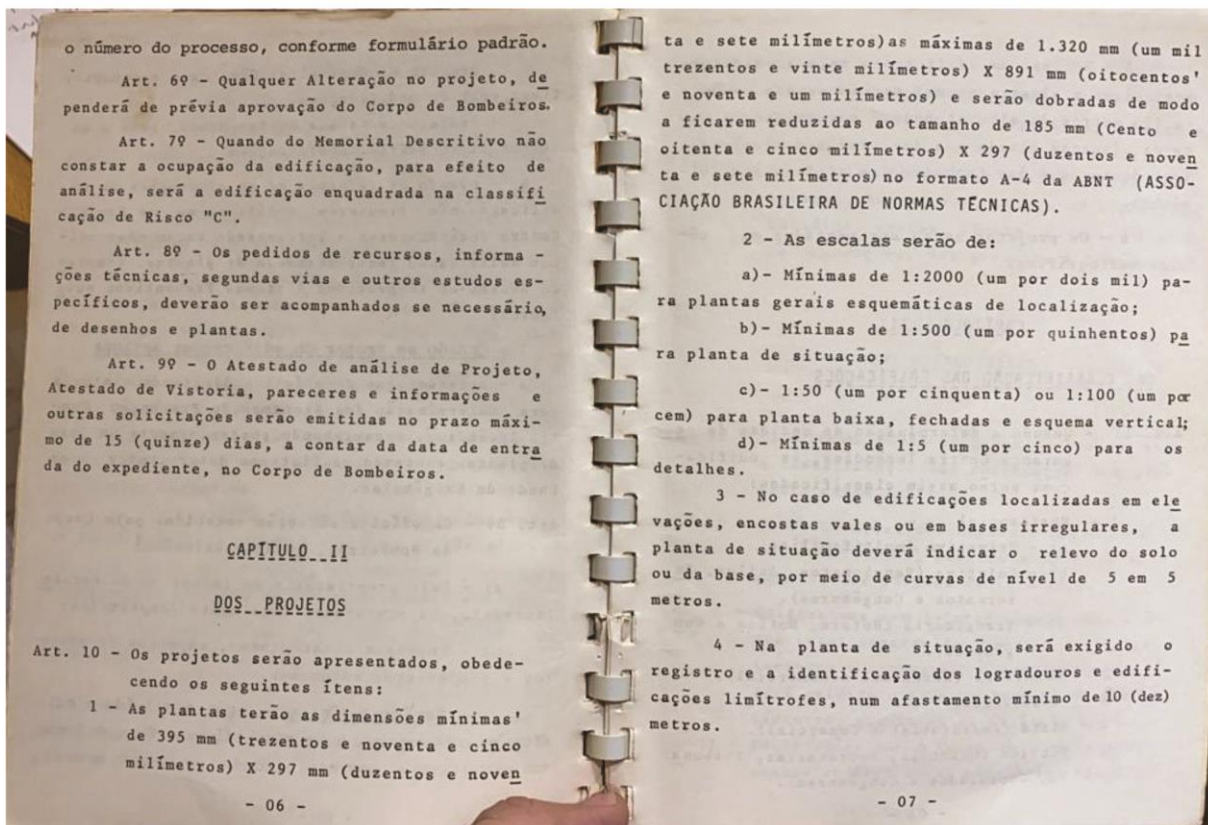 o número do processo, conforme formulário padrão.
Art. 6º - Qualquer Alteração no projeto, de
penderá de prévia aprovação do Corpo de Bombeiros.
Art. 7º - Quando do Memorial Descritivo não
constar a ocupação da edificação, para efeito de
análise, será a edificação enquadrada na classifi
cação de Risco "C".
Art. 8º - Os pedidos de recursos, informa -
ções técnicas, segundas vias e outros estudos es-
pecíficos, deverão ser acompanhados se necessário,
de desenhos e plantas.
Art. 9º - O Atestado de análise de Projeto,
Atestado de Vistoria, pareceres e informações e
outras solicitações serão emitidas no prazo máxi-
mo de 15 (quinze) dias, a contar da data de entra
da do expediente, no Corpo de Bombeiros.
CAPÍTULO II
DOS PROJETOS
Art. 10 - Os projetos serão apresentados, obede-
cendo os seguintes ítens:
1 - As plantas terão as dimensões mínimas'
de 395 mm (trezentos e noventa e cinco
milímetros) X 297 mm (duzentos e noven
- 06 -
ta e sete milímetros)as máximas de 1.320 mm (um mil
trezentos e vinte milímetros) X 891 mm (oitocentos'
e noventa e um milímetros) e serão dobradas de modo
a ficarem reduzidas ao tamanho de 185 mm (Cento e
oitenta e cinco milímetros) X 297 (duzentos e noven
ta e sete milímetros) no formato A-4 da ABNT (ASSO-
CIAÇÃO BRASILEIRA DE NORMAS TÉCNICAS).
2 - As escalas serão de:
a)- Mínimas de 1:2000 (um por dois mil) pa-
ra plantas gerais esquemáticas de localização;
b)- Mínimas de 1:500 (um por quinhentos) pa
ra planta de situação;
c)- 1:50 (um por cinquenta) ou 1:100 (um por
cem) para planta baixa, fechadas e esquema vertical;
d)- Mínimas de 1:5 (um por cinco) para os
detalhes.
3 - No caso de edificações localizadas em ele
vações, encostas vales ou em bases irregulares, a
planta de situação deverá indicar o relevo do solo
ou da base, por meio de curvas de nível de 5 em 5
metros.
4 - Na planta de situação, será exigido o
registro e a identificação dos logradouros e edifi-
cações limítrofes, num afastamento mínimo de 10 (dez)
metros.
- 07 -